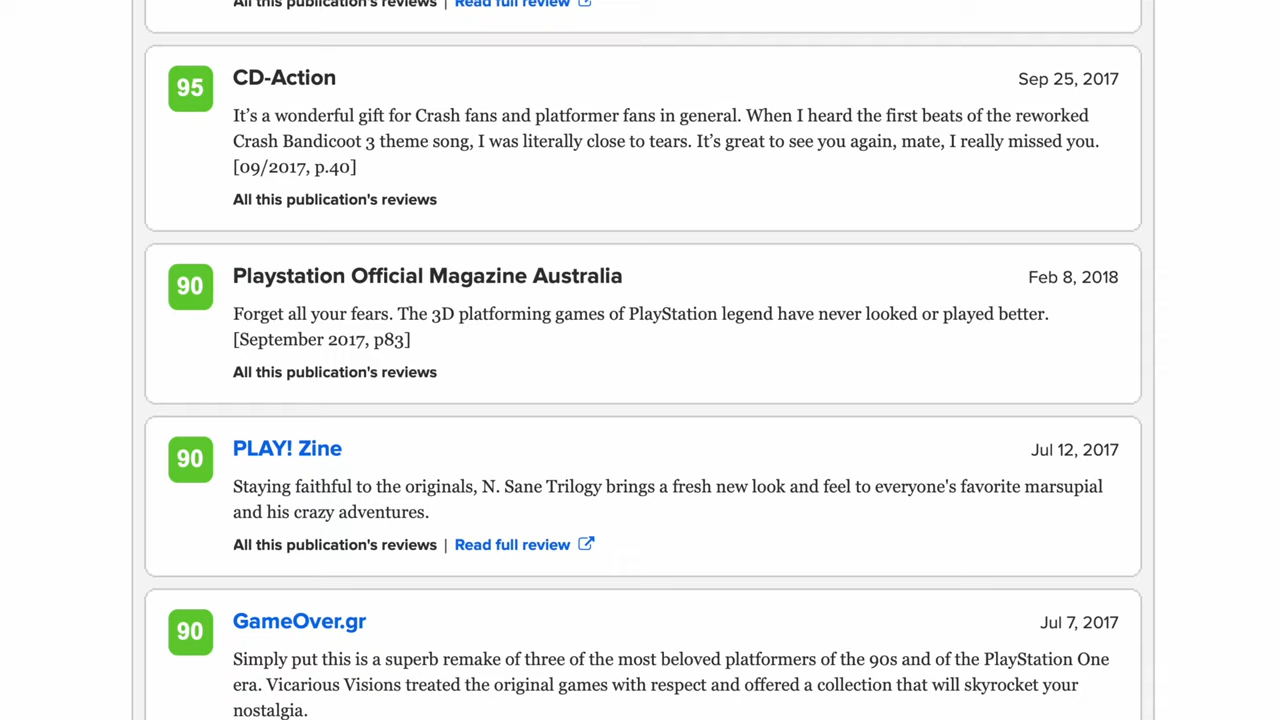 All this publication's reviews | Read full review
95
CD-Action
Sep 25, 2017
It’s a wonderful gift for Crash fans and platformer fans in general. When I heard the first beats of the reworked
Crash Bandicoot 3 theme song, I was literally close to tears. It’s great to see you again, mate, I really missed you.
[09/2017, p.40]
All this publication's reviews
90
Playstation Official Magazine Australia
Feb 8, 2018
Forget all your fears. The 3D platforming games of PlayStation legend have never looked or played better.
[September 2017, p83]
All this publication's reviews
90
PLAY! Zine
Jul 12, 2017
Staying faithful to the originals, N. Sane Trilogy brings a fresh new look and feel to everyone's favorite marsupial
and his crazy adventures.
All this publication's reviews | Read full review
90
GameOver.gr
Jul 7, 2017
Simply put this is a superb remake of three of the most beloved platformers of the 90s and of the PlayStation One
era. Vicarious Visions treated the original games with respect and offered a collection that will skyrocket your
nostalgia.